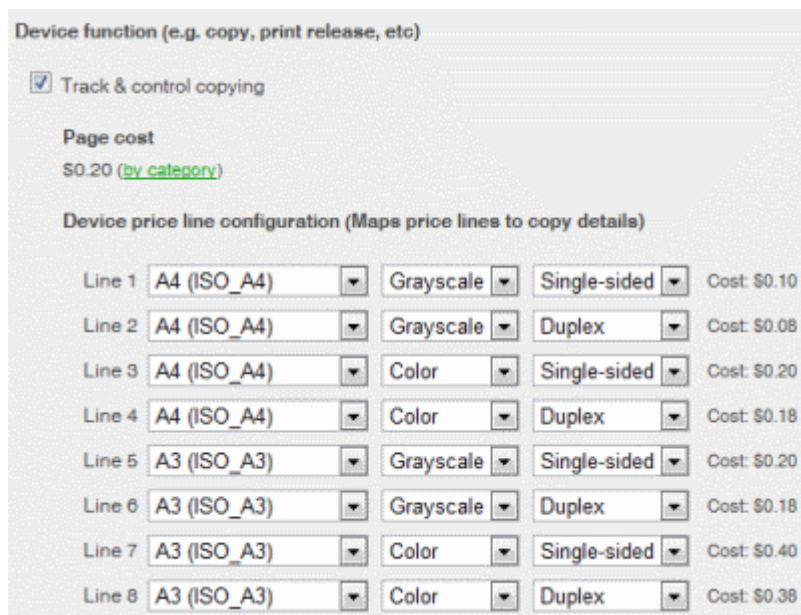 Device function (e.g. copy, print release, etc)
Track & control copying
Page cost
$0.20 (by category)
Device price line configuration (Maps price lines to copy details)
Line 1 A4 (ISO_A4) Grayscale Single-sided Cost: $0.10
Line 2 A4 (ISO_A4) Grayscale Duplex Cost: $0.08
Line 3 A4 (ISO_A4) Color Single-sided Cost: $0.20
Line 4 A4 (ISO_A4) Color Duplex Cost: $0.18
Line 5 A3 (ISO_A3) Grayscale Single-sided Cost: $0.20
Line 6 A3 (ISO_A3) Grayscale Duplex Cost: $0.18
Line 7 A3 (ISO_A3) Color Single-sided Cost: $0.40
Line 8 A3 (ISO_A3) Color Duplex Cost: $0.38